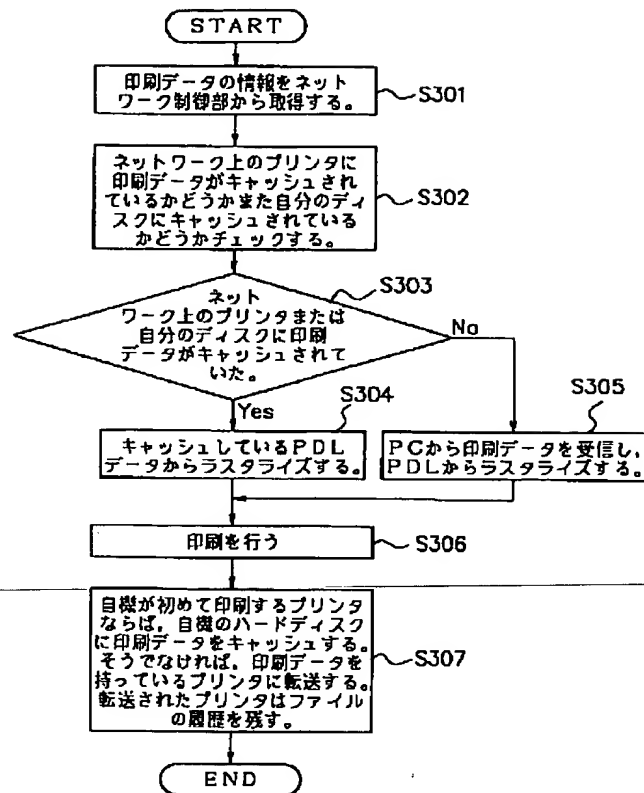 START
印刷データの情報をネット
ワーク制御部から取得する。
S301
ネットワーク上のプリンタに
印刷データがキャッシュされ
ているかどうかまた自分のディ
スクにキャッシュされている
かどうかチェックする。
S302
S303
ネット
ワーク上のプリンタまたは
自分のディスクに印刷
データがキャッシュされて
いた。
No
Yes
S304
キャッシュしているPDL
データからラスタライズする。
S305
PCから印刷データを受信し,
PDLからラスタライズする。
印刷を行う
S306
自機が初めて印刷するプリンタ
ならば,自機のハードディスク
に印刷データをキャッシュする。
そうでなければ,印刷データを
持っているプリンタに転送する。
転送されたプリンタはファイル
の履歴を残す。
S307
END